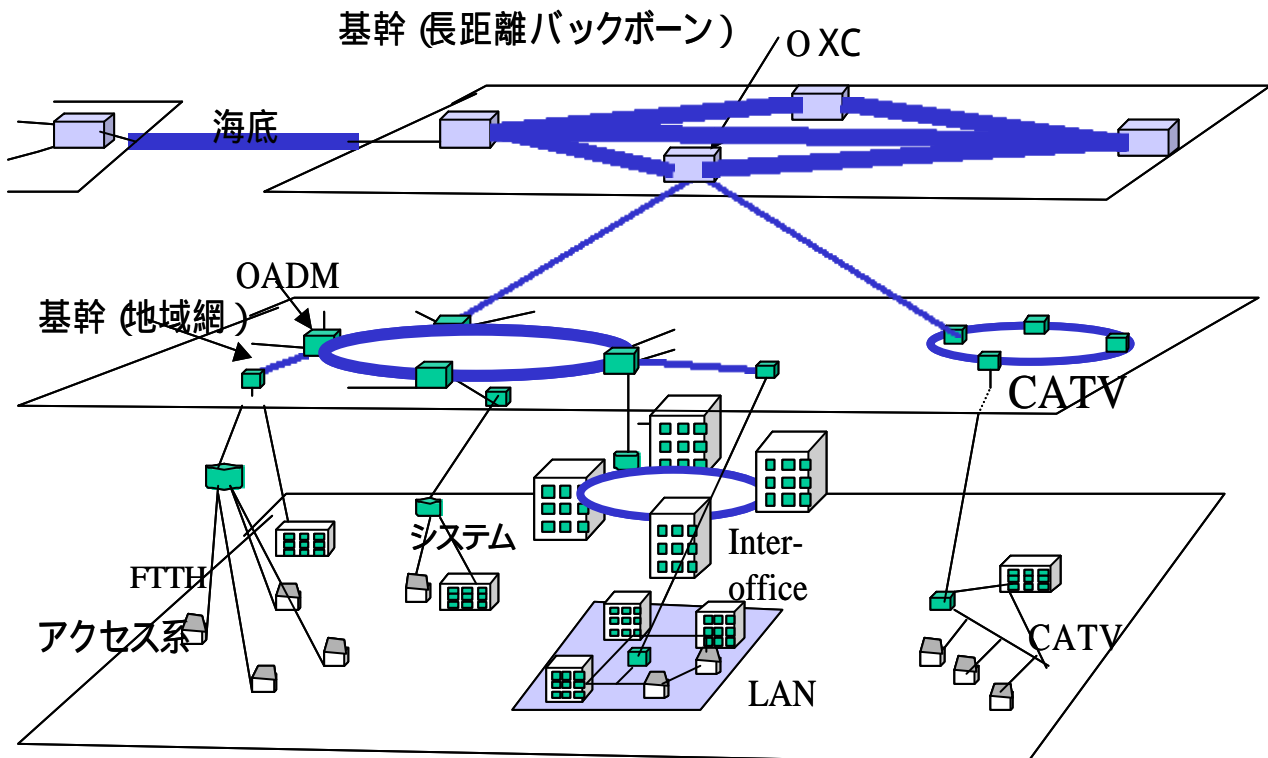 基幹（長距離バックボーン）
OXC
海底
OADM
基幹（地域網）
CATV
システム
Inter-
office
FTTH
アクセス系
CATV
LAN